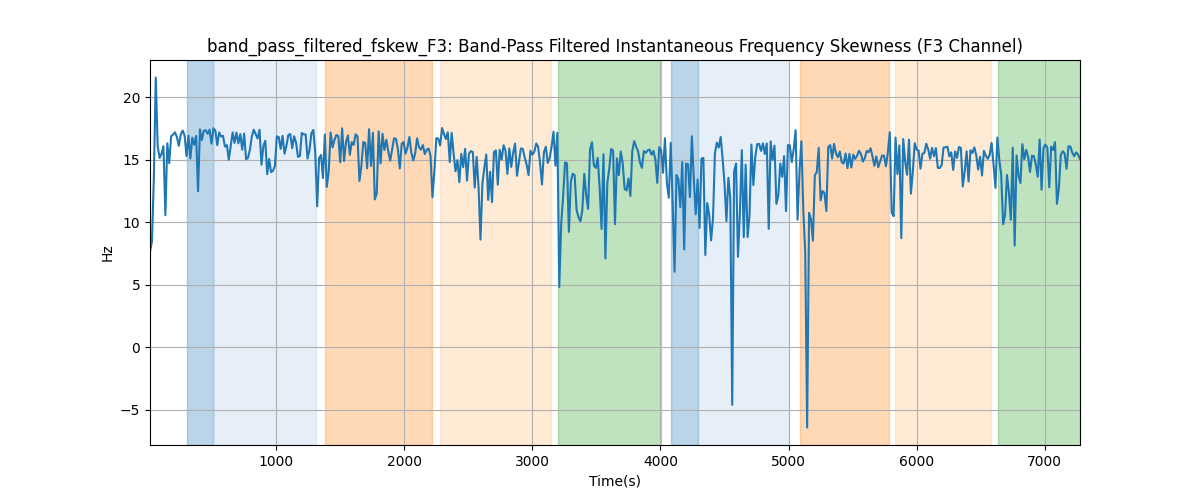 band_pass_filtered_fskew_F3: Band-Pass Filtered Instantaneous Frequency Skewness (F3 Channel)
20
15
10
5
0
−5
Hz
1000 2000 3000 4000 5000 6000 7000
Time(s)